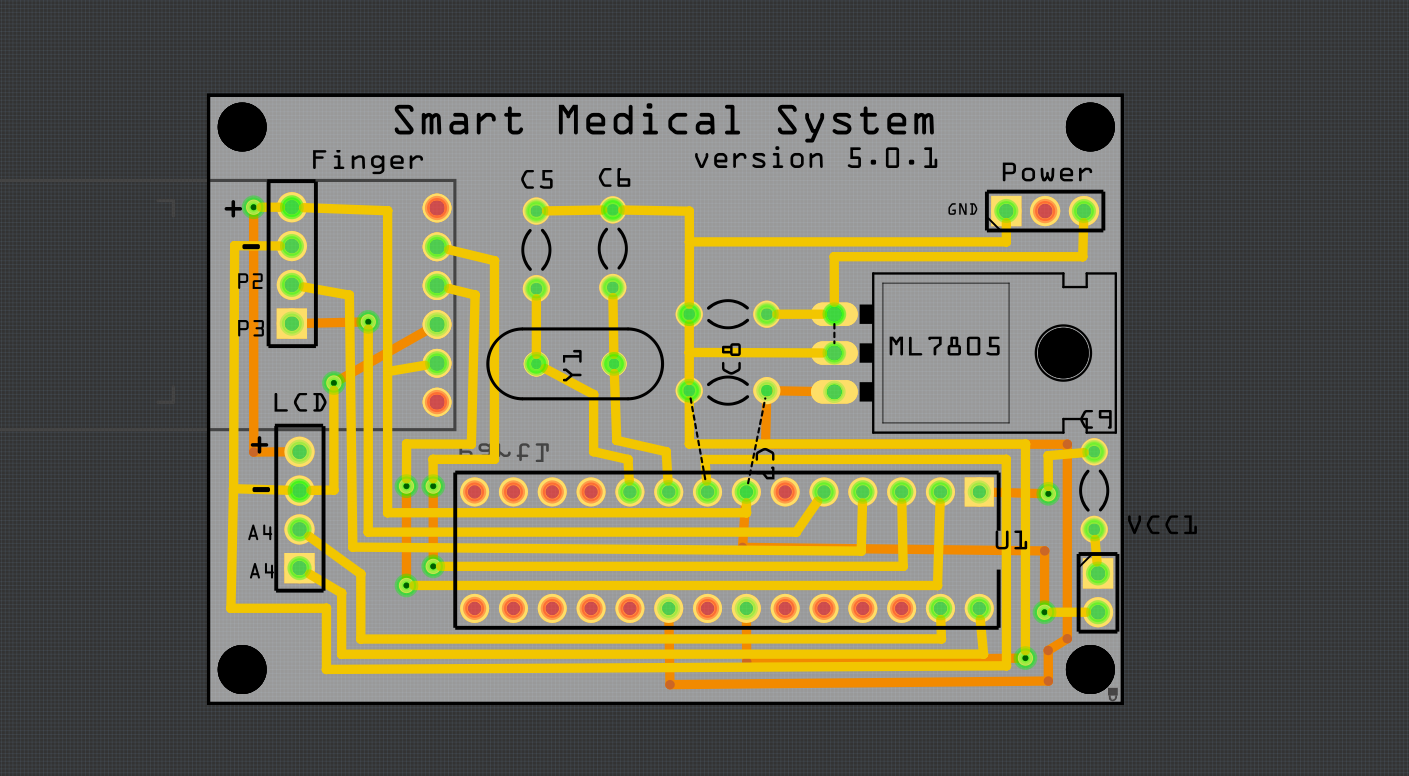 Smart Medical System
version 5.0.1
Finger
C5
C6
Power
GND
+
-
P2
P3
ML7805
C8
Y1
LCD
+
-
C9
A4
A4
U1
VCC1